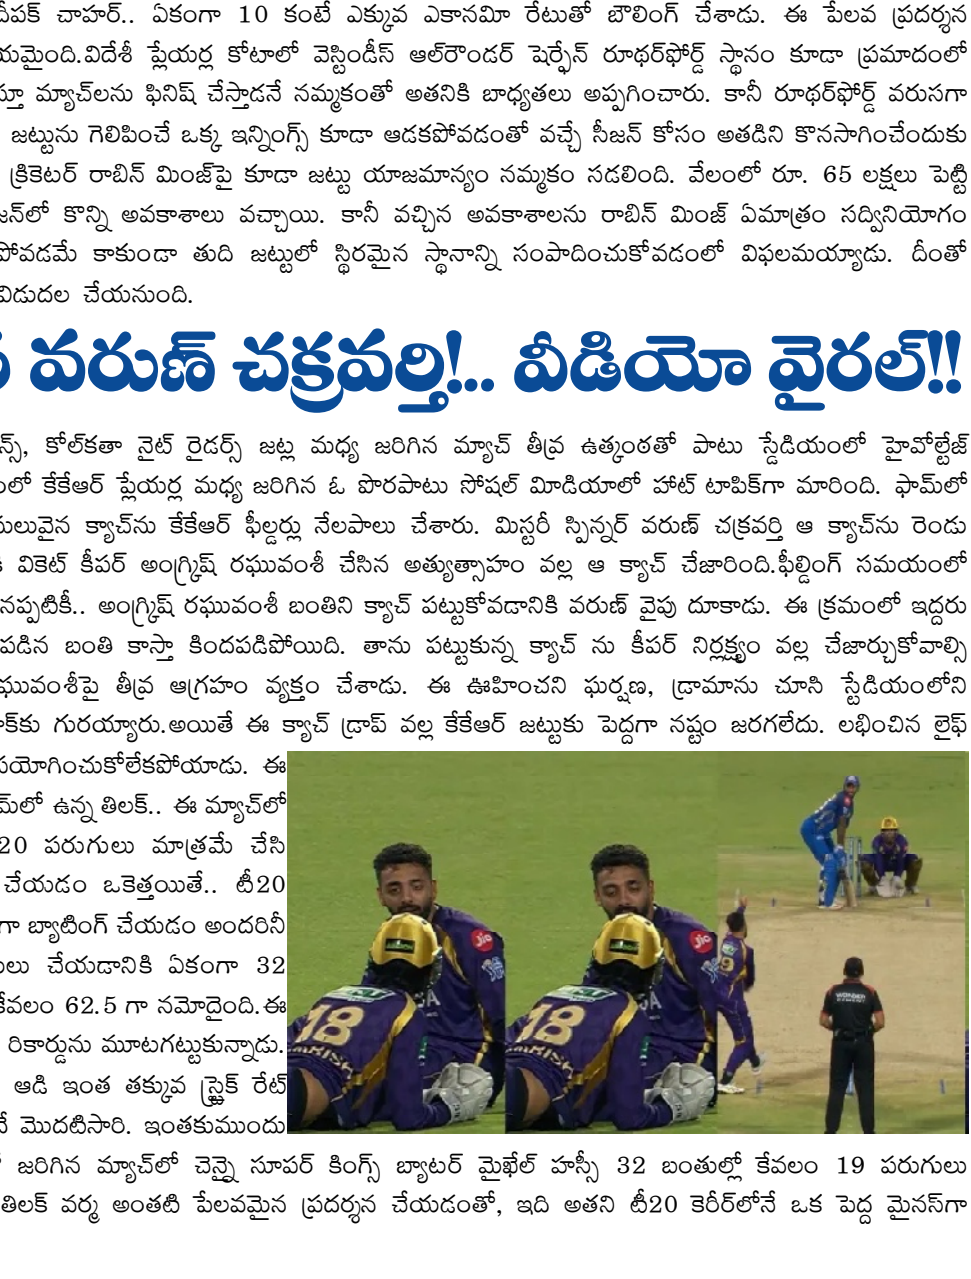 దీపక్ చాహర్.. ఏకంగా 10 కంటే ఎక్కువ ఎకానమీ రేటుతో బౌలింగ్ చేశాడు. ఈ పేలవ ప్రదర్శన
యమైంది.విదేశీ ప్లేయర్ల కోటాలో వెస్టిండీస్ ఆల్‌రౌండర్ షెర్ఫేన్ రూథర్‌ఫోర్డ్ స్థానం కూడా ప్రమాదంలో
మ్యాచ్‌లను ఫినిష్ చేస్తాడనే నమ్మకంతో అతనికి బాధ్యతలు అప్పగించారు. కానీ రూథర్‌ఫోర్డ్ వరుసగా
జట్టును గెలిపించే ఒక్క ఇన్నింగ్స్ కూడా ఆడకపోవడంతో వచ్చే సీజన్ కోసం అతడిని కొనసాగించేందుకు
క్రికెటర్ రాబిన్ మింజ్‌పై కూడా జట్టు యాజమాన్యం నమ్మకం సడలింది. వేలంలో రూ. 65 లక్షలు పెట్టి
జన్‌లో కొన్ని అవకాశాలు వచ్చాయి. కానీ వచ్చిన అవకాశాలను రాబిన్ మింజ్ ఏమాత్రం సద్వినియోగం
పోవడమే కాకుండా తుది జట్టులో స్థిరమైన స్థానాన్ని సంపాదించుకోవడంలో విఫలమయ్యాడు. దీంతో
విడుదల చేయనుంది.
వరుణ్ చక్రవర్తి!... వీడియో వైరల్!!
న్స్, కోల్‌కతా నైట్ రైడర్స్ జట్ల మధ్య జరిగిన మ్యాచ్ తీవ్ర ఉత్కంఠతో పాటు స్టేడియంలో హైవోల్టేజ్
లో కేకేఆర్ ప్లేయర్ల మధ్య జరిగిన ఓ పొరపాటు సోషల్ మీడియాలో హాట్ టాపిక్‌గా మారింది. ఫామ్‌లో
లువైన క్యాచ్‌ను కేకేఆర్ ఫీల్డర్లు నేలపాలు చేశారు. మిస్టరీ స్పిన్నర్ వరుణ్ చక్రవర్తి ఆ క్యాచ్‌ను రెండు
వికెట్ కీపర్ అంగ్క్రిష్ రఘువంశీ చేసిన అత్యుత్సాహం వల్ల ఆ క్యాచ్ చేజారింది.ఫీల్డింగ్ సమయంలో
నప్పటికీ.. అంగ్క్రిష్ రఘువంశీ బంతిని క్యాచ్ పట్టుకోవడానికి వరుణ్ వైపు దూకాడు. ఈ క్రమంలో ఇద్దరు
పడిన బంతి కాస్తా కిందపడిపోయిది. తాను పట్టుకున్న క్యాచ్ ను కీపర్ నిర్లక్ష్యం వల్ల చేజార్చుకోవాల్సి
ఘువంశీపై తీవ్ర ఆగ్రహం వ్యక్తం చేశాడు. ఈ ఊహించని ఘర్షణ, డ్రామాను చూసి స్టేడియంలోని
క్‌కు గురయ్యారు.అయితే ఈ క్యాచ్ డ్రాప్ వల్ల కేకేఆర్ జట్టుకు పెద్దగా నష్టం జరగలేదు. లభించిన లైఫ్
యోగించుకోలేకపోయాడు. ఈ
మ్‌లో ఉన్న తిలక్.. ఈ మ్యాచ్‌లో
20 పరుగులు మాత్రమే చేసి
చేయడం ఒకెత్తయితే.. టీ20
గా బ్యాటింగ్ చేయడం అందరినీ
లు చేయడానికి ఏకంగా 32
కేవలం 62.5 గా నమోదైంది.ఈ
రికార్డును మూటగట్టుకున్నాడు.
ఆడి ఇంత తక్కువ స్ట్రైక్ రేట్
మొదటిసారి. ఇంతకుముందు
జరిగిన మ్యాచ్‌లో చెన్నై సూపర్ కింగ్స్ బ్యాటర్ మైఖేల్ హస్సీ 32 బంతుల్లో కేవలం 19 పరుగులు
తిలక్ వర్మ అంతటి పేలవమైన ప్రదర్శన చేయడంతో, ఇది అతని టీ20 కెరీర్‌లోనే ఒక పెద్ద మైనస్‌గా
Jio
18
Jio
18
WONDER